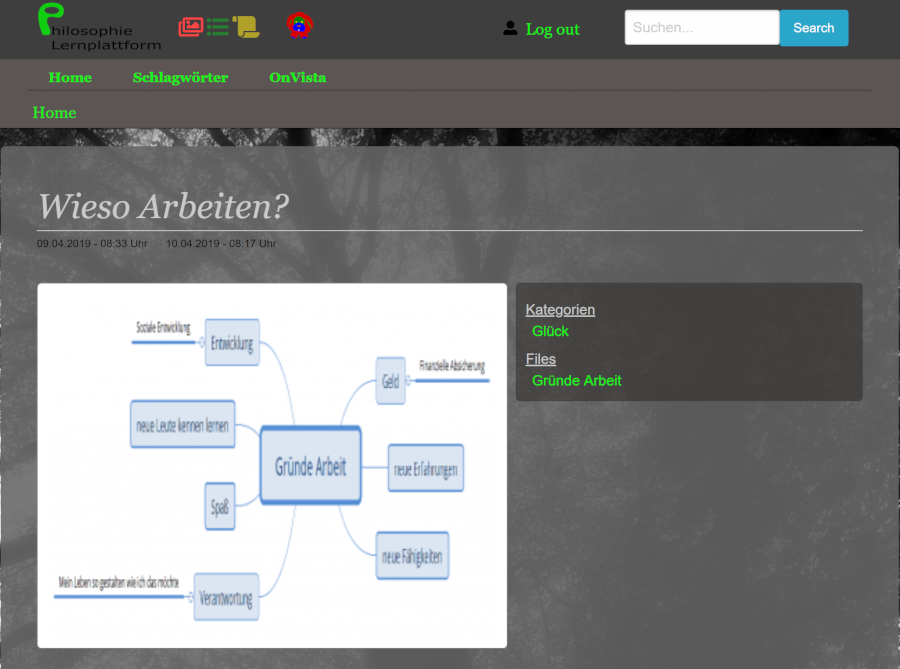 Philosophie
Lernplattform
Log out
Suchen...
Search
Home
Schlagwörter
OnVista
Home
Wieso Arbeiten?
09.04.2019 - 08:33 Uhr
10.04.2019 - 08:17 Uhr
Soziale Entwicklung
Entwicklung
Geld
Finanzielle Absicherung
neue Leute kennen lernen
Gründe Arbeit
neue Erfahrungen
Spaß
neue Fähigkeiten
Mein Leben so gestalten wie ich das möchte
Verantwortung
Kategorien
Glück
Files
Gründe Arbeit